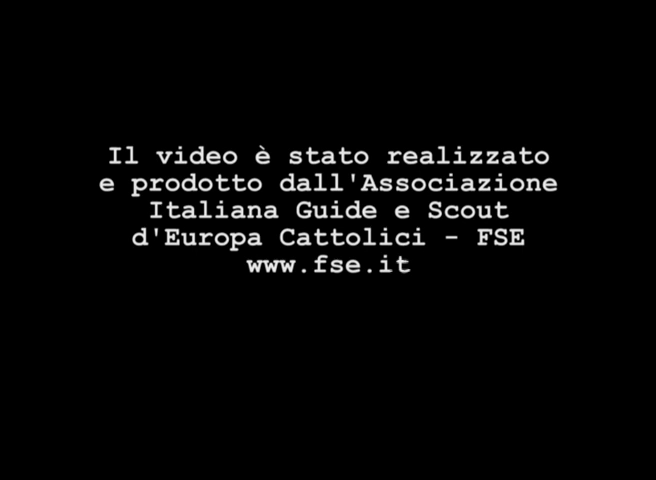 Il video è stato realizzato
e prodotto dall'Associazione
Italiana Guide e Scout
d'Europa Cattolici - FSE
www.fse.it